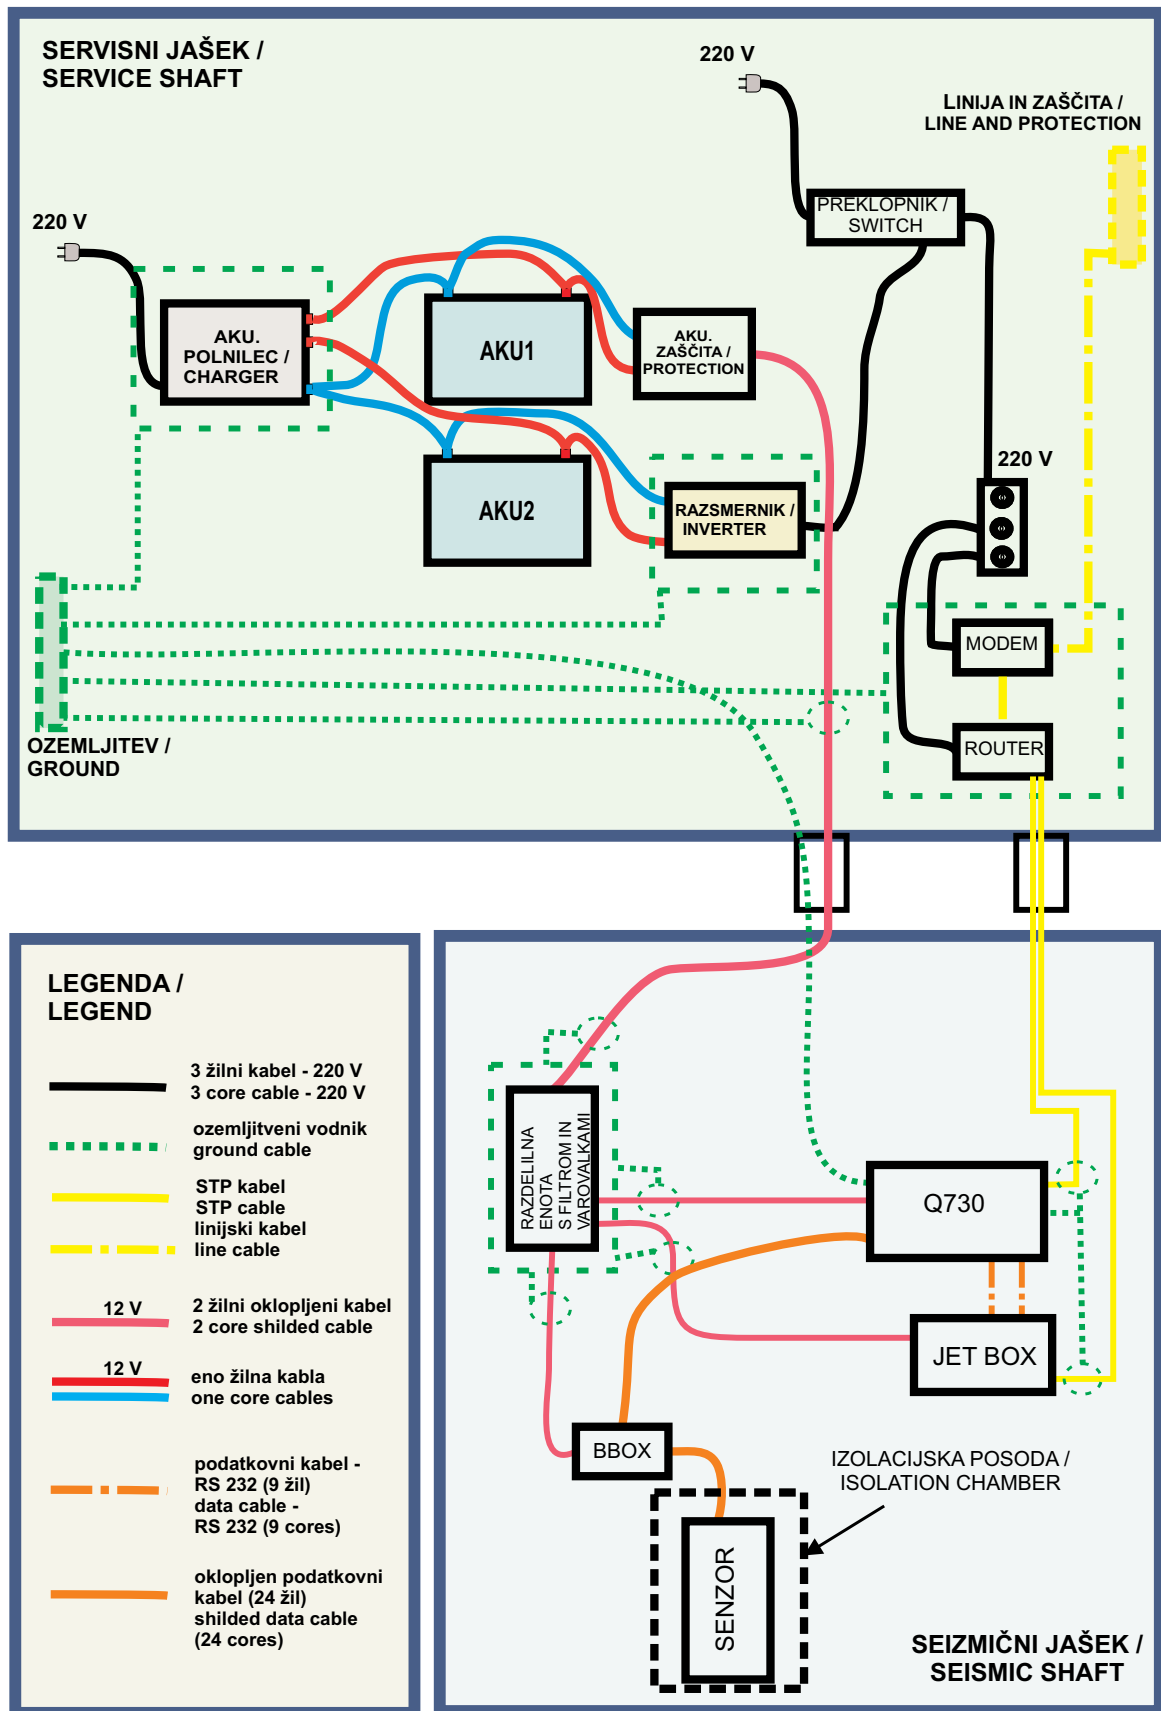 SERVISNI JAŠEK /
SERVICE SHAFT
220 V
LINIJA IN ZAŠČITA /
LINE AND PROTECTION
PREKLOPNIK /
SWITCH
220 V
AKU.
POLNILEC /
CHARGER
AKU1
AKU.
ZAŠČITA /
PROTECTION
AKU2
RAZSMERNIK /
INVERTER
220 V
MODEM
ROUTER
OZEMLJITEV /
GROUND
LEGENDA /
LEGEND
3 žilni kabel - 220 V
3 core cable - 220 V
ozemljitveni vodnik
ground cable
STP kabel
STP cable
linijski kabel
line cable
12 V
2 žilni oklopljeni kabel
2 core shilded cable
12 V
eno žilna kabla
one core cables
podatkovni kabel -
RS 232 (9 žil)
data cable -
RS 232 (9 cores)
oklopljen podatkovni
kabel (24 žil)
shilded data cable
(24 cores)
RAZDELILNA
ENOTA
S FILTROM IN
VAROVALKAMI
Q730
JET BOX
BBOX
IZOLACIJSKA POSODA /
ISOLATION CHAMBER
SENZOR
SEIZMIČNI JAŠEK /
SEISMIC SHAFT